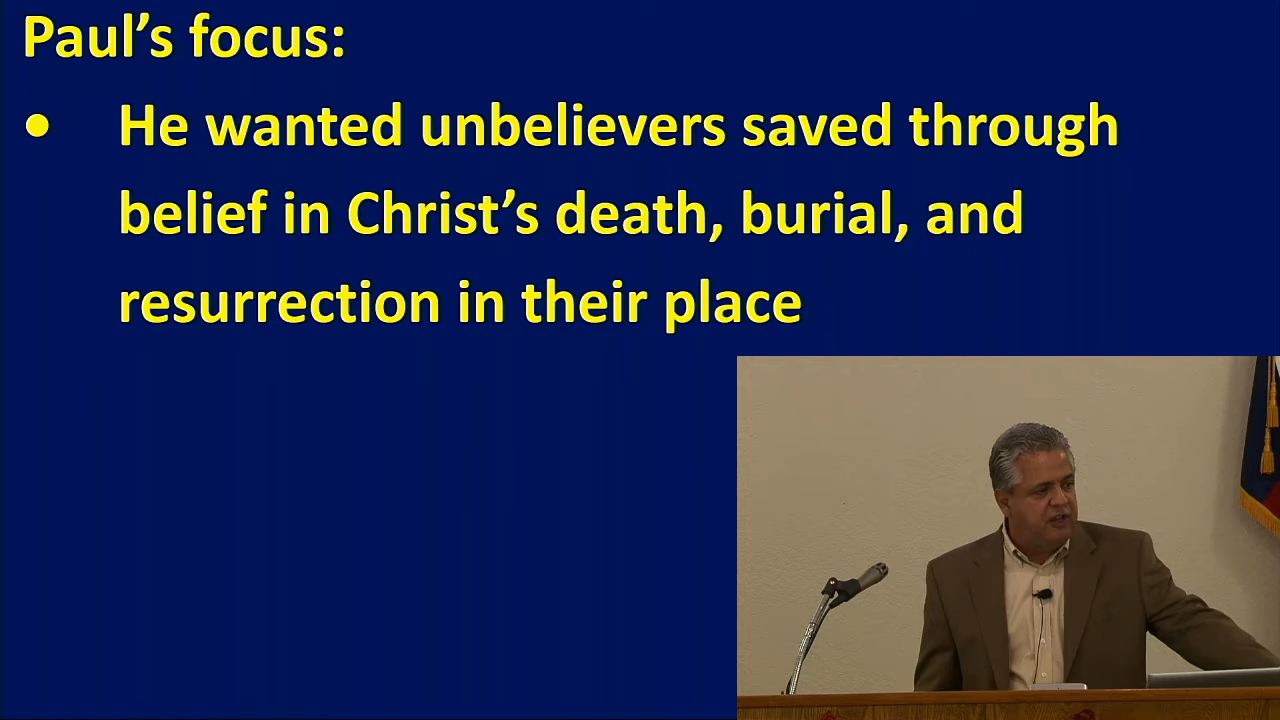 Paul’s focus:
• He wanted unbelievers saved through
belief in Christ’s death, burial, and
resurrection in their place